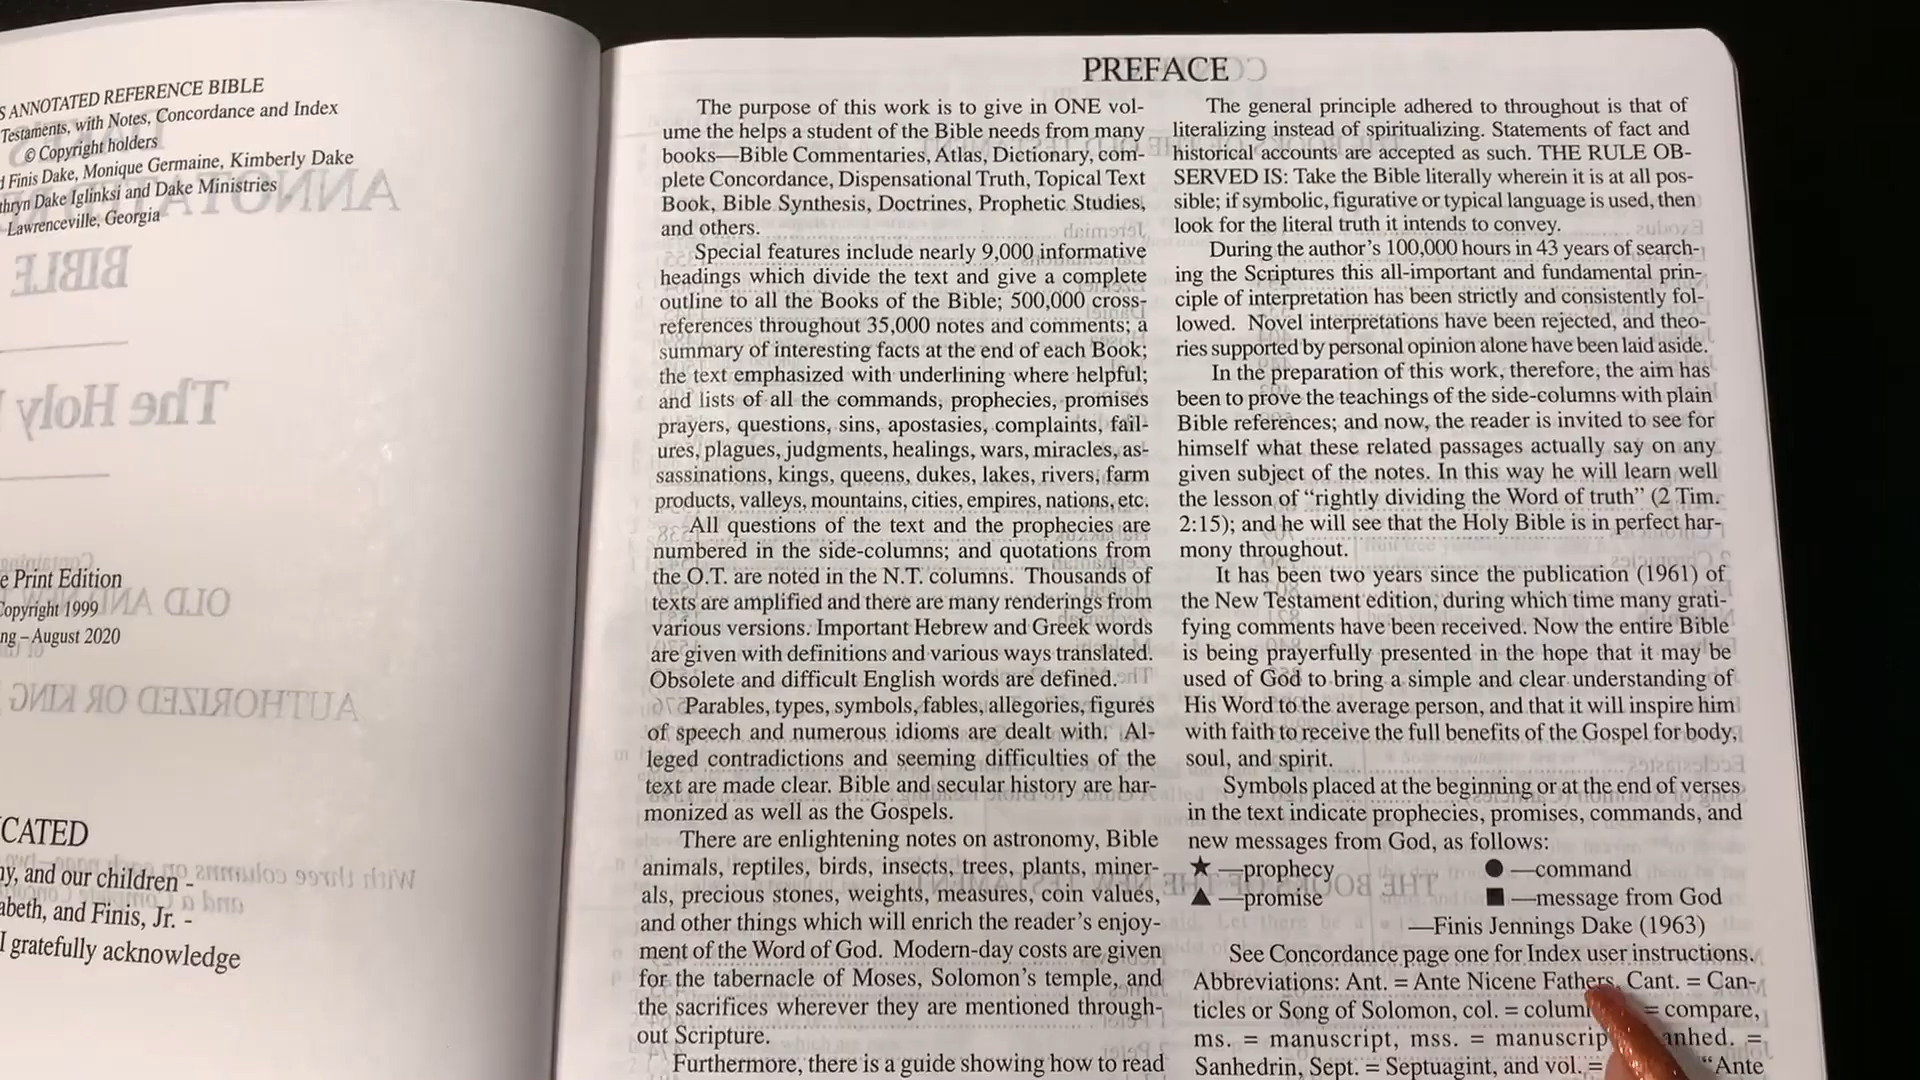 S ANNOTATED REFERENCE BIBLE
Testaments, with Notes, Concordance and Index
© Copyright holders
Finis Dake, Monique Germaine, Kimberly Dake
Dake Iglinksi and Dake Ministries
Lawrenceville, Georgia
e Print Edition
Copyright 1999
ng – August 2020
CATED
y, and our children -
abeth, and Finis, Jr. -
I gratefully acknowledge
PREFACE
The purpose of this work is to give in ONE vol-
ume the helps a student of the Bible needs from many
books—Bible Commentaries, Atlas, Dictionary, com-
plete Concordance, Dispensational Truth, Topical Text
Book, Bible Synthesis, Doctrines, Prophetic Studies,
and others.
Special features include nearly 9,000 informative
headings which divide the text and give a complete
outline to all the Books of the Bible; 500,000 cross-
references throughout 35,000 notes and comments; a
summary of interesting facts at the end of each Book;
the text emphasized with underlining where helpful;
and lists of all the commands, prophecies, promises
prayers, questions, sins, apostasies, complaints, fail-
ures, plagues, judgments, healings, wars, miracles, as-
sassinations, kings, queens, dukes, lakes, rivers, farm
products, valleys, mountains, cities, empires, nations, etc.
All questions of the text and the prophecies are
numbered in the side-columns; and quotations from
the O.T. are noted in the N.T. columns. Thousands of
texts are amplified and there are many renderings from
various versions. Important Hebrew and Greek words
are given with definitions and various ways translated.
Obsolete and difficult English words are defined.
Parables, types, symbols, fables, allegories, figures
of speech and numerous idioms are dealt with. Al-
leged contradictions and seeming difficulties of the
text are made clear. Bible and secular history are har-
monized as well as the Gospels.
There are enlightening notes on astronomy, Bible
animals, reptiles, birds, insects, trees, plants, miner-
als, precious stones, weights, measures, coin values,
and other things which will enrich the reader's enjoy-
ment of the Word of God. Modern-day costs are given
for the tabernacle of Moses, Solomon's temple, and
the sacrifices wherever they are mentioned through-
out Scripture.
Furthermore, there is a guide showing how to read
The general principle adhered to throughout is that of
literalizing instead of spiritualizing. Statements of fact and
historical accounts are accepted as such. THE RULE OB-
SERVED IS: Take the Bible literally wherein it is at all pos-
sible; if symbolic, figurative or typical language is used, then
look for the literal truth it intends to convey.
During the author's 100,000 hours in 43 years of search-
ing the Scriptures this all-important and fundamental prin-
ciple of interpretation has been strictly and consistently fol-
lowed. Novel interpretations have been rejected, and theo-
ries supported by personal opinion alone have been laid aside.
In the preparation of this work, therefore, the aim has
been to prove the teachings of the side-columns with plain
Bible references; and now, the reader is invited to see for
himself what these related passages actually say on any
given subject of the notes. In this way he will learn well
the lesson of “rightly dividing the Word of truth” (2 Tim.
2:15); and he will see that the Holy Bible is in perfect har-
mony throughout.
It has been two years since the publication (1961) of
the New Testament edition, during which time many grati-
fying comments have been received. Now the entire Bible
is being prayerfully presented in the hope that it may be
used of God to bring a simple and clear understanding of
His Word to the average person, and that it will inspire him
with faith to receive the full benefits of the Gospel for body,
soul, and spirit.
Symbols placed at the beginning or at the end of verses
in the text indicate prophecies, promises, commands, and
new messages from God, as follows:
★ —prophecy ● —command
▲ —promise ■ —message from God
—Finis Jennings Dake (1963)
See Concordance page one for Index user instructions.
Abbreviations: Ant. = Ante Nicene Fathers, Cant. = Can-
ticles or Song of Solomon, col. = colum = compare,
ms. = manuscript, mss. = manuscrip anhed. =
Sanhedrin, Sept. = Septuagint, and vol. = “Ante